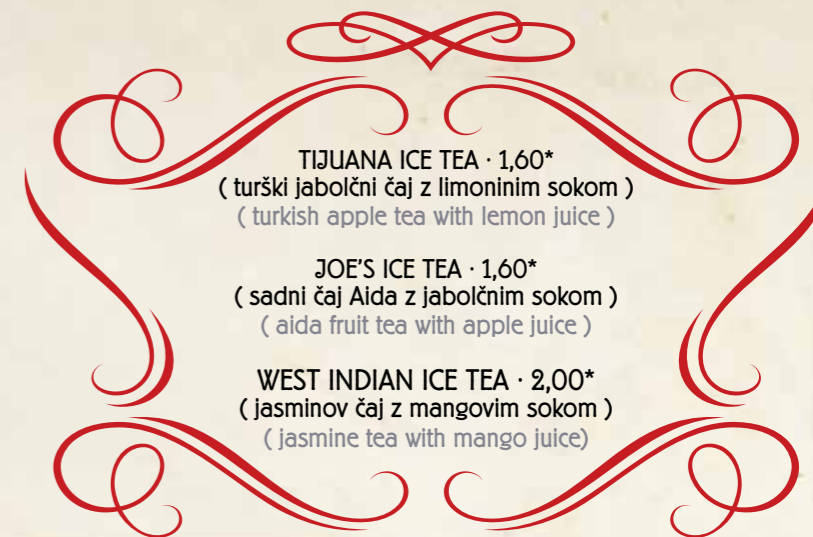 TIJUANA ICE TEA · 1,60*
( turški jabolčni čaj z limoninim sokom )
( turkish apple tea with lemon juice )
JOE'S ICE TEA · 1,60*
( sadni čaj Aida z jabolčnim sokom )
( aida fruit tea with apple juice )
WEST INDIAN ICE TEA · 2,00*
( jasminov čaj z mangovim sokom )
( jasmine tea with mango juice)